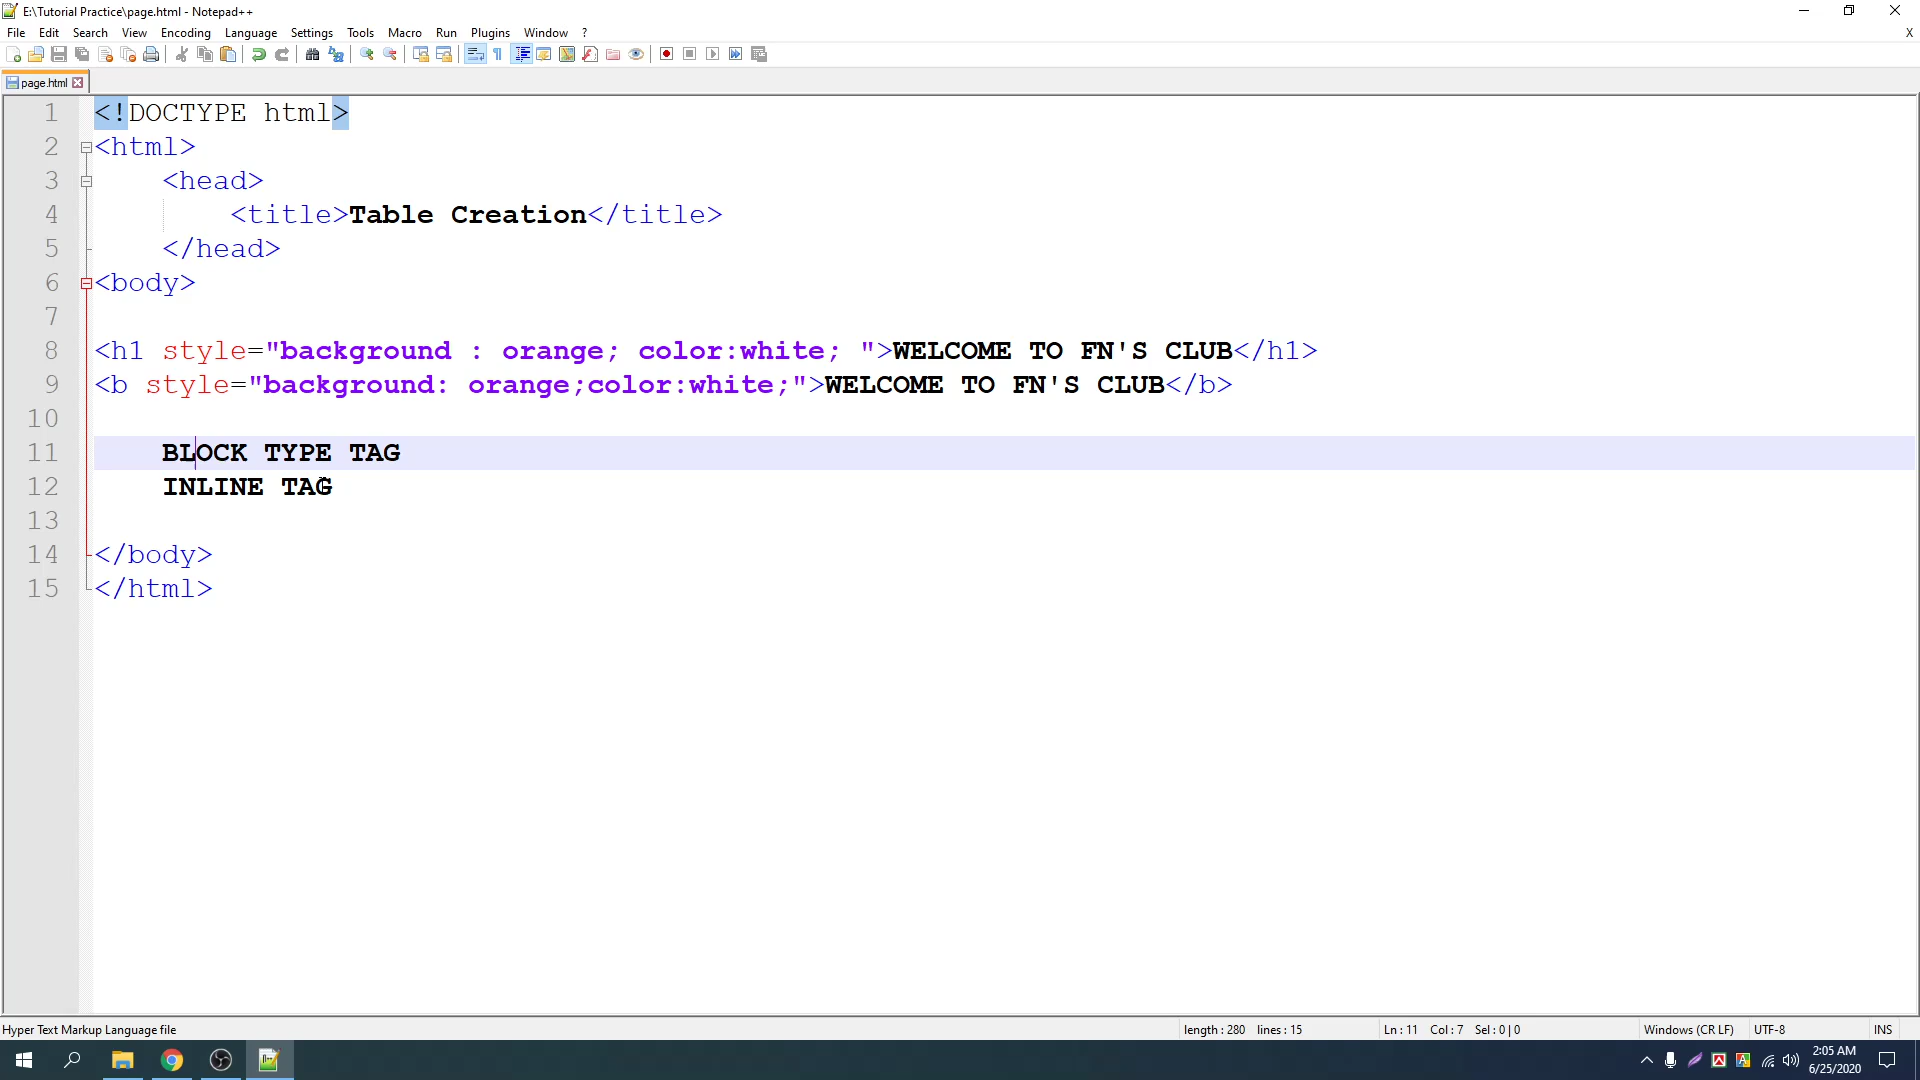 E:\Tutorial Practice\page.html - Notepad++
File Edit Search View Encoding Language Settings Tools Macro Run Plugins Window ? X
page.html
1 <!DOCTYPE html>
2 <html>
3 <head>
4 <title>Table Creation</title>
5 </head>
6 <body>
7
8 <h1 style="background : orange; color:white; ">WELCOME TO FN'S CLUB</h1>
9 <b style="background: orange;color:white;">WELCOME TO FN'S CLUB</b>
10
11 BLOCK TYPE TAG
12 INLINE TAG
13
14 </body>
15 </html>
Hyper Text Markup Language file length : 280 lines : 15 Ln : 11 Col : 7 Sel : 0 | 0 Windows (CR LF) UTF-8 INS
2:05 AM
6/25/2020